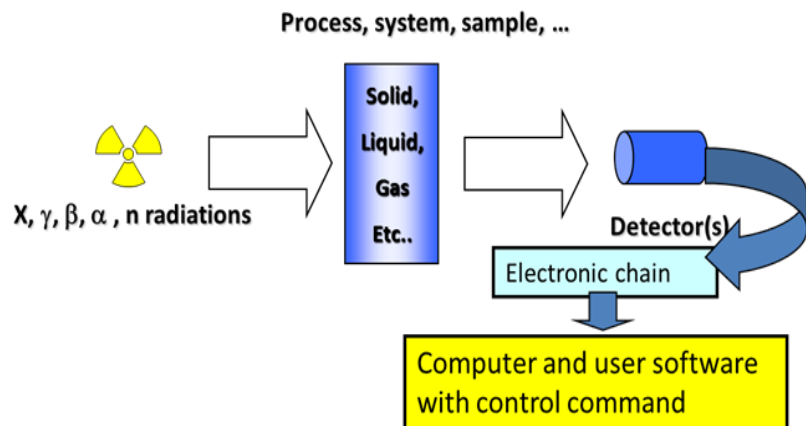 Process, system, sample, ...
Solid,
Liquid,
Gas
Etc..
X, γ, β, α , n radiations
Detector(s)
Electronic chain
Computer and user software
with control command